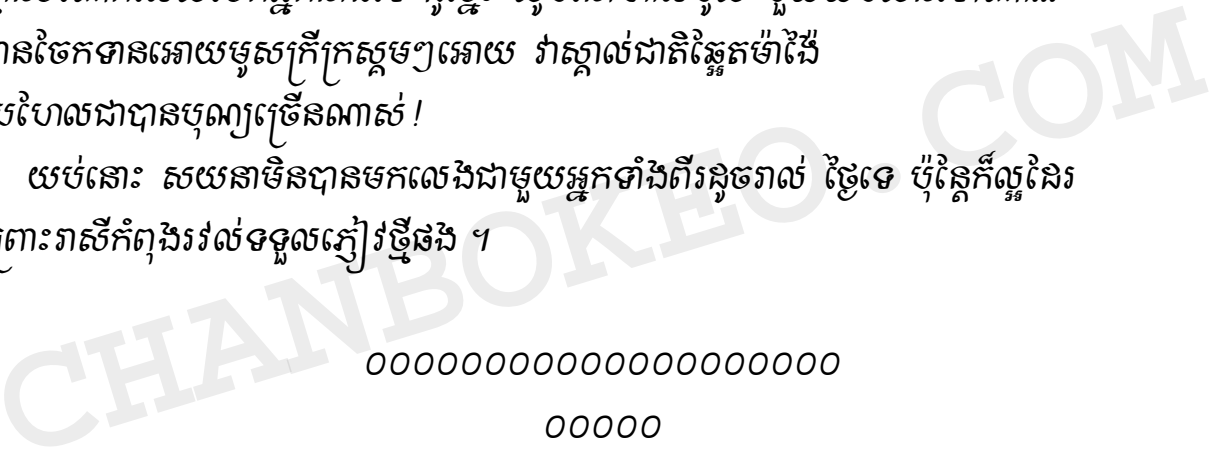 ានចែកទានអោយមូសក្រីក្រស្គមៗអោយ វាស្គាល់ជាតិឆ្អែតម៉ាង៉ៃ
ហែលជាបានបុណ្យច្រើនណាស់ !
យប់នោះ សយនាមិនបានមកលេងជាមួយអ្នកទាំងពីរដូចរាល់ ថ្ងៃទេ ប៉ុន្តែក៏ល្អដែរ
ព្រោះរាសីកំពុងរវល់ទទួលភ្ញៀវថ្មីផង ។
OOOOOOOOOOOOOOOOOOOO
OOOOO
CHANBOKEO.COM